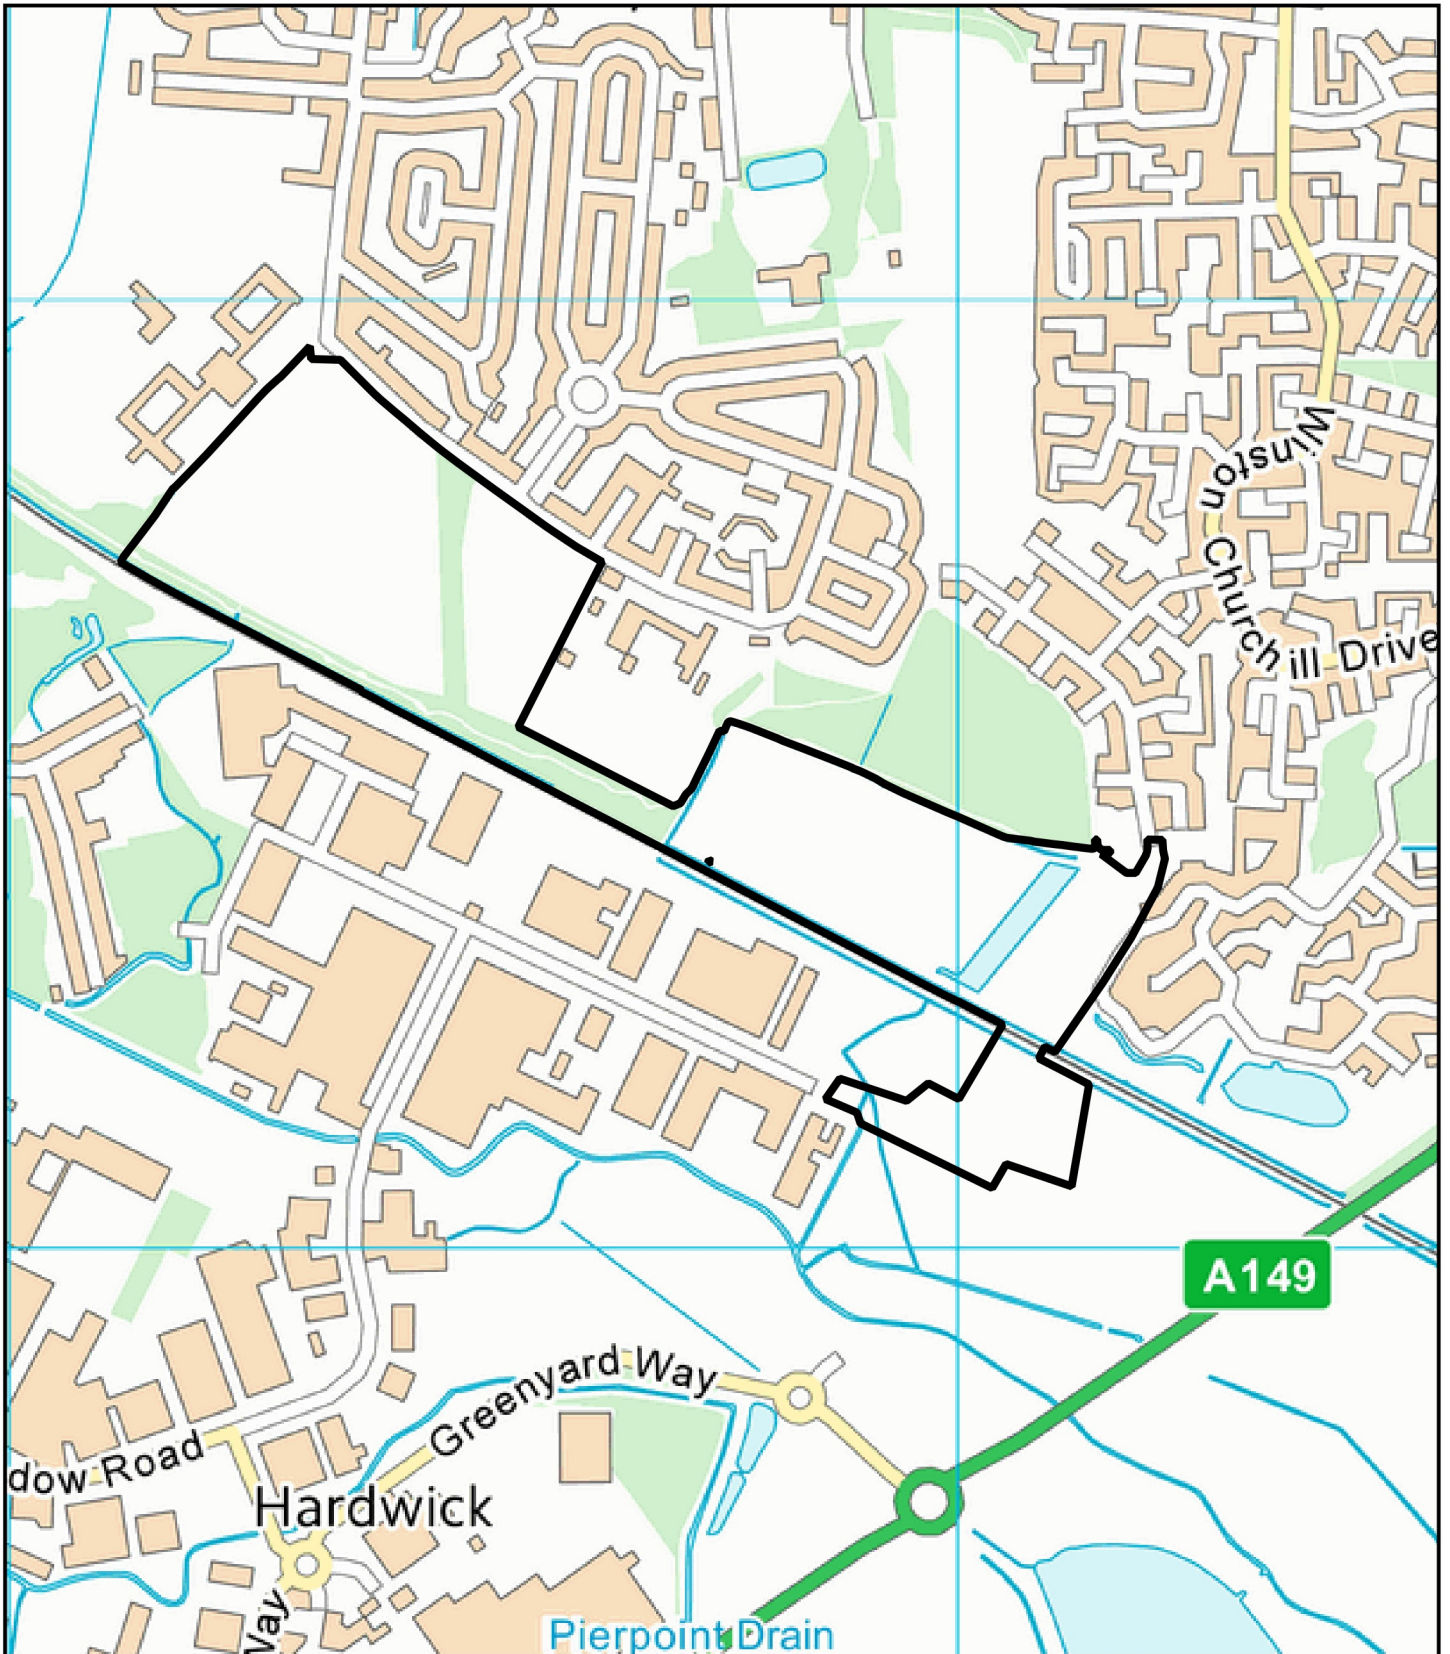 Winston Churchill Drive
A149
Greenyard Way
dow Road
Hardwick
Way
Pierpoint Drain